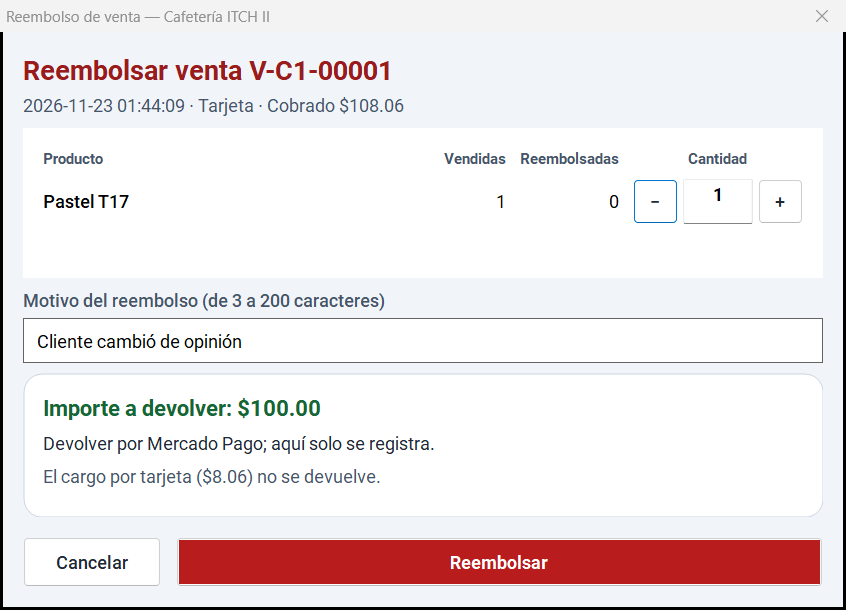 Reembolso de venta — Cafetería ITCH II
Reembolsar venta V-C1-00001
2026-11-23 01:44:09 · Tarjeta · Cobrado $108.06
Producto Vendidas Reembolsadas Cantidad
Pastel T17 1 0 − 1 +
Motivo del reembolso (de 3 a 200 caracteres)
Cliente cambió de opinión
Importe a devolver: $100.00
Devolver por Mercado Pago; aquí solo se registra.
El cargo por tarjeta ($8.06) no se devuelve.
Cancelar Reembolsar